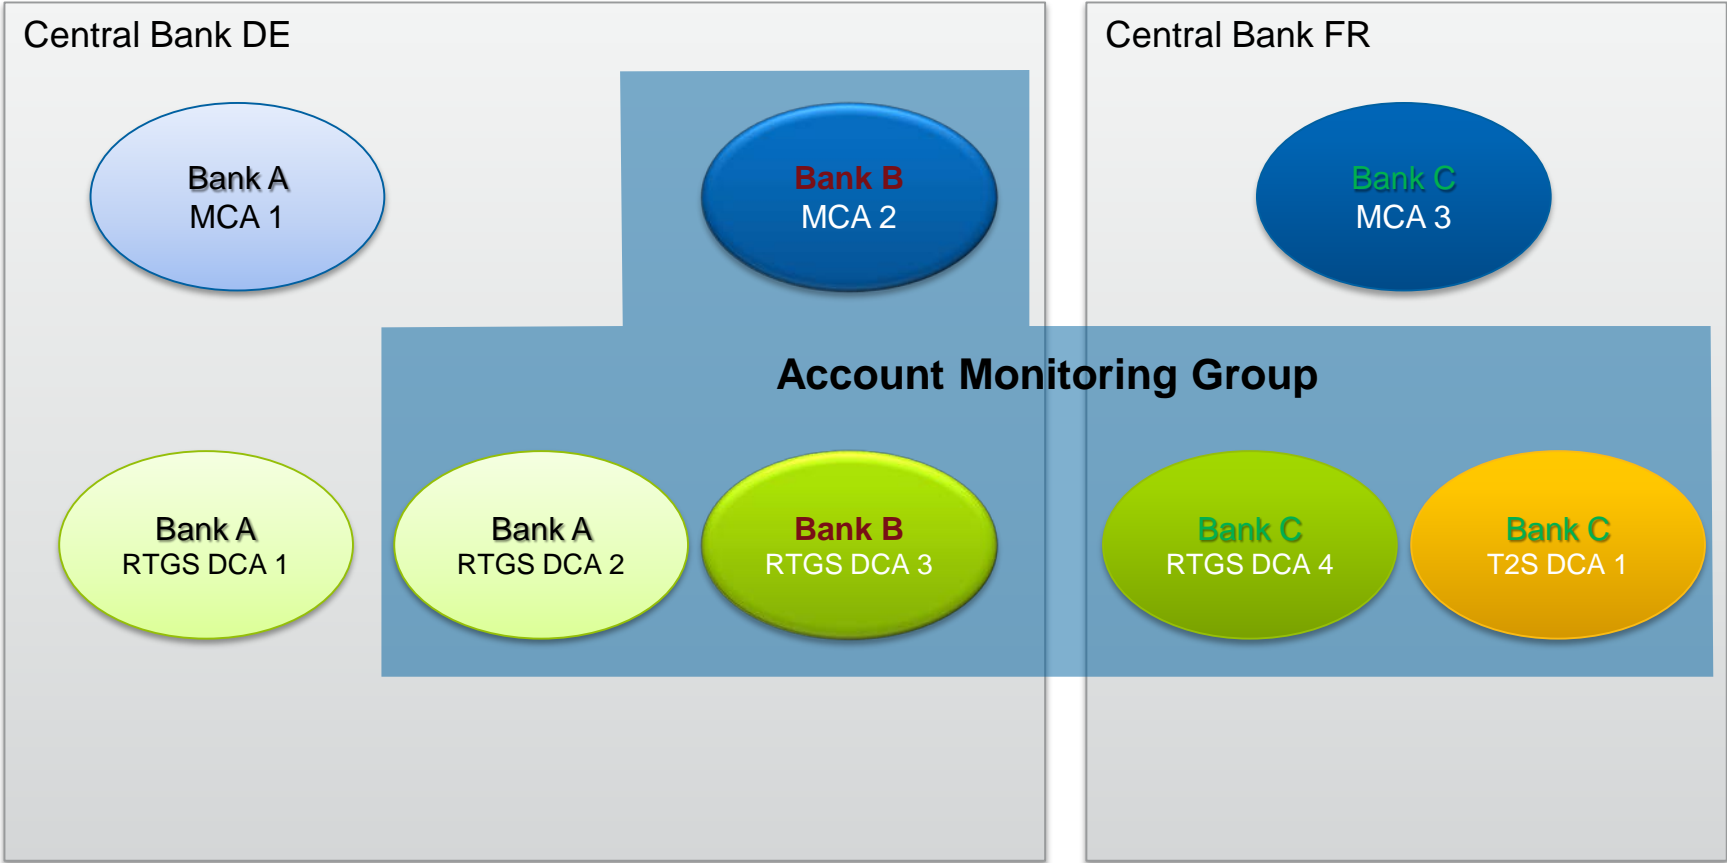 Central Bank DE
Central Bank FR
Bank A
MCA 1
Bank B
MCA 2
Bank C
MCA 3
Account Monitoring Group
Bank A
RTGS DCA 1
Bank A
RTGS DCA 2
Bank B
RTGS DCA 3
Bank C
RTGS DCA 4
Bank C
T2S DCA 1